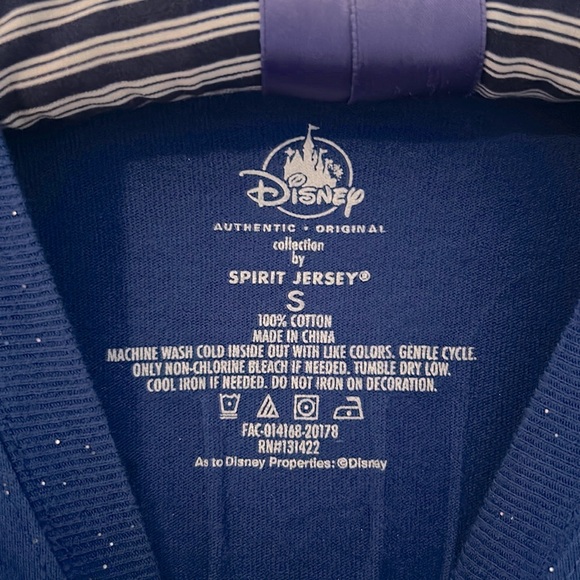 Disney
AUTHENTIC • ORIGINAL
collection
by
SPIRIT JERSEY®
S
100% COTTON
MADE IN CHINA
MACHINE WASH COLD INSIDE OUT WITH LIKE COLORS. GENTLE CYCLE.
ONLY NON-CHLORINE BLEACH IF NEEDED. TUMBLE DRY LOW.
COOL IRON IF NEEDED. DO NOT IRON ON DECORATION.
FAC-014168-20178
RN#131422
As to Disney Properties: ©Disney